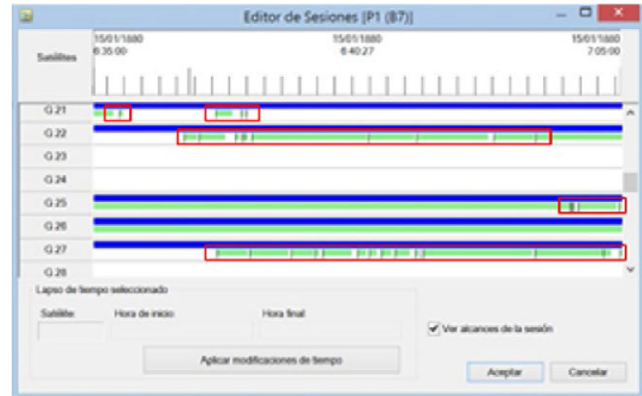 Editor de Sesiones [P1 (B7)]
Satélites
15/01/1880 15/01/1880 15/01/1880
6:35:00 6:40:27 7:05:00
G 21
G 22
G 23
G 24
G 25
G 26
G 27
G 28
Lapso de tiempo seleccionado
Satélite: Hora de inicio: Hora final:
Ver alcances de la sesión
Aplicar modificaciones de tiempo
Aceptar Cancelar